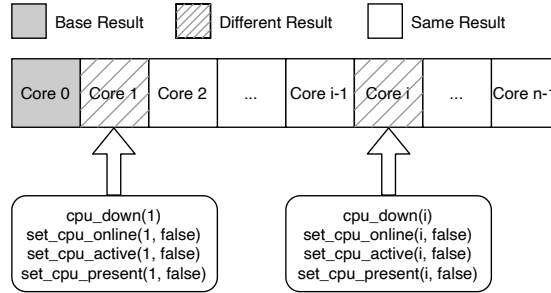 Base Result
Different Result
Same Result
Core 0
Core 1
Core 2
...
Core i-1
Core i
...
Core n-1
cpu_down(1)
set_cpu_online(1, false)
set_cpu_active(1, false)
set_cpu_present(1, false)
cpu_down(i)
set_cpu_online(i, false)
set_cpu_active(i, false)
set_cpu_present(i, false)